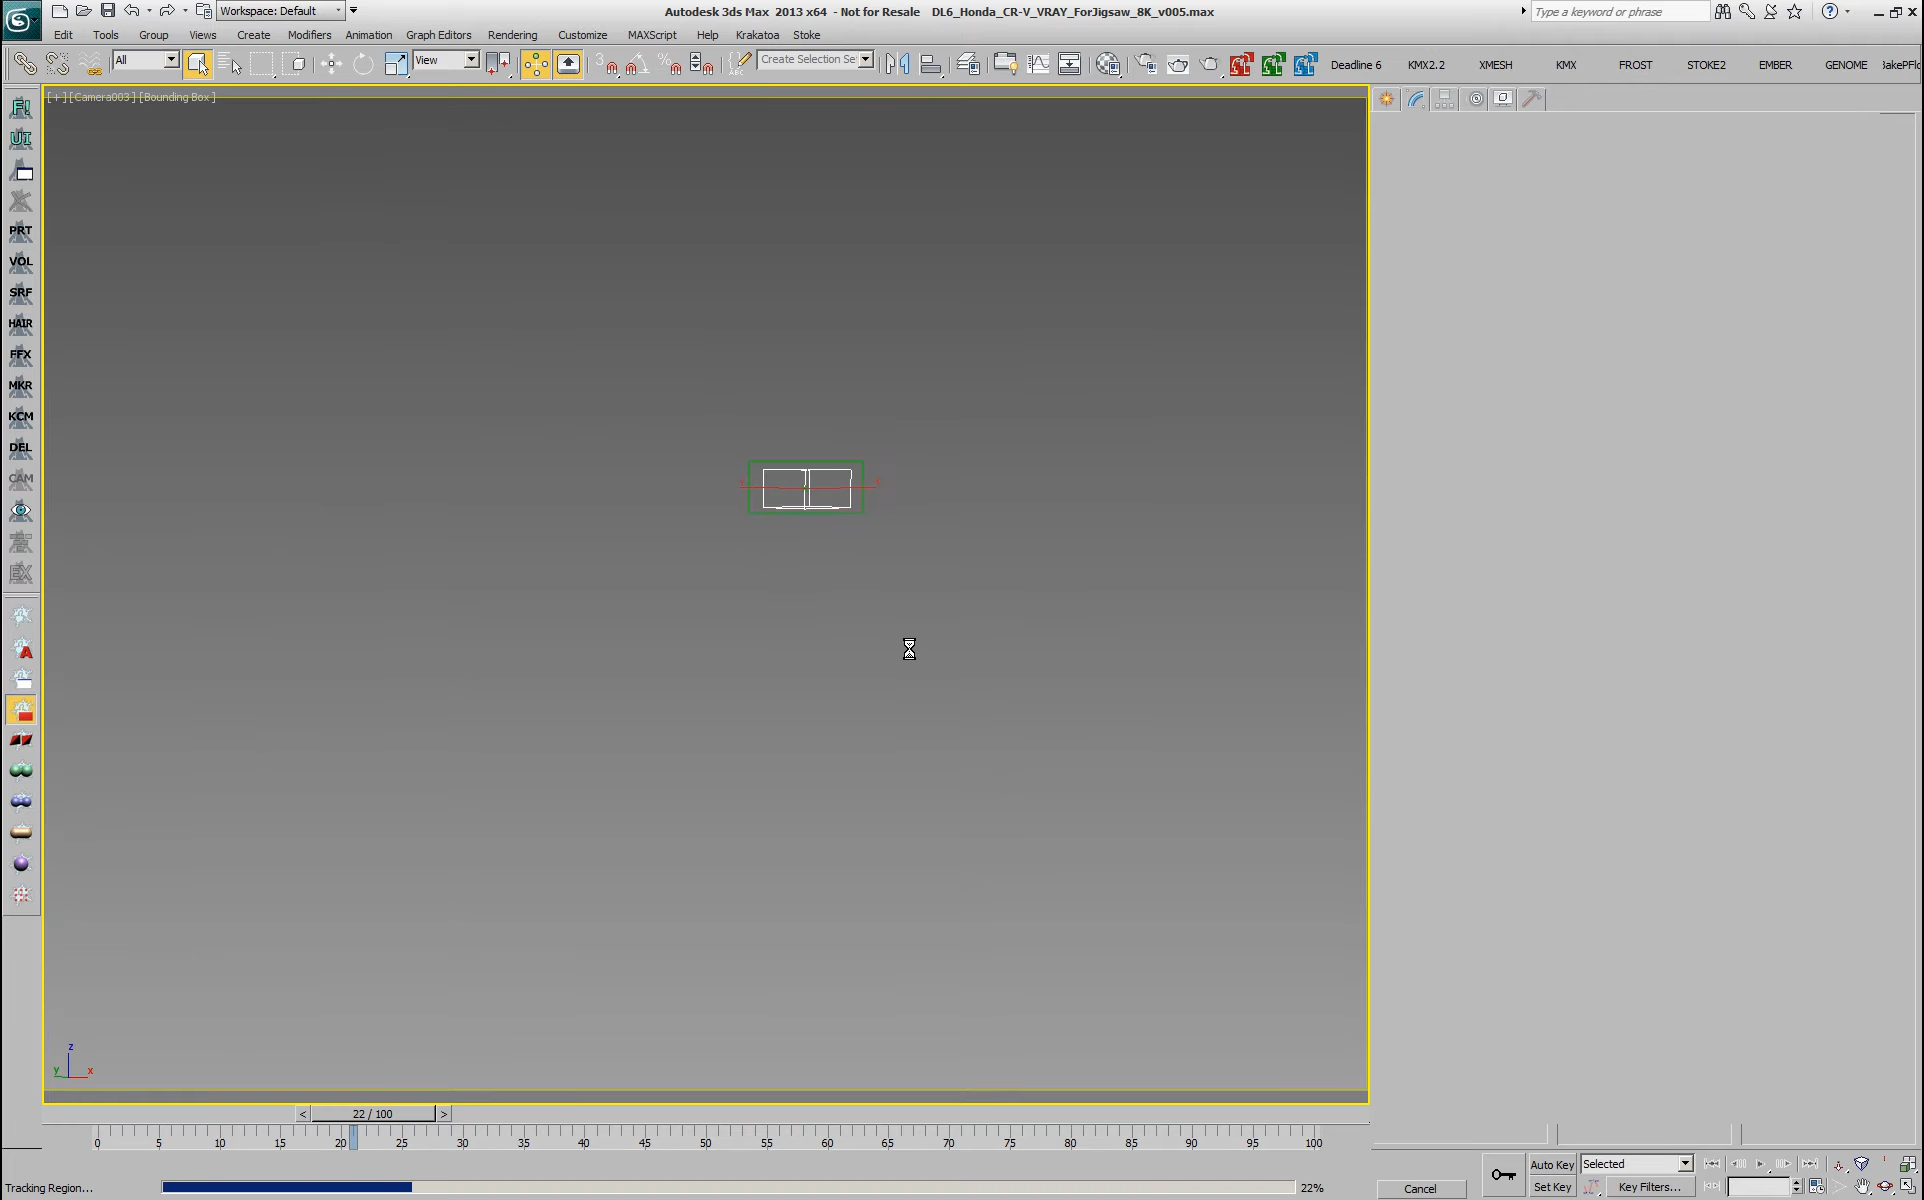 Workspace: Default
Autodesk 3ds Max 2013 x64 - Not for Resale DL6_Honda_CR-V_VRAY_ForJigsaw_8K_v005.max
Type a keyword or phrase
Edit Tools Group Views Create Modifiers Animation Graph Editors Rendering Customize MAXScript Help Krakatoa Stoke
All View 3 Create Selection Se Deadline 6 KMX2.2 XMESH KMX FROST STOKE2 EMBER GENOME
[+] [Camera003] [Bounding Box]
F!
UI
PRT
VOL
SRF
HAIR
FFX
MKR
KCM
DEL
CAM
EX
A
z
y x
< 22 / 100 >
0 5 10 15 20 25 30 35 40 45 50 55 60 65 70 75 80 85 90 95 100
Auto Key Selected
Tracking Region... 22% Cancel Set Key Key Filters...